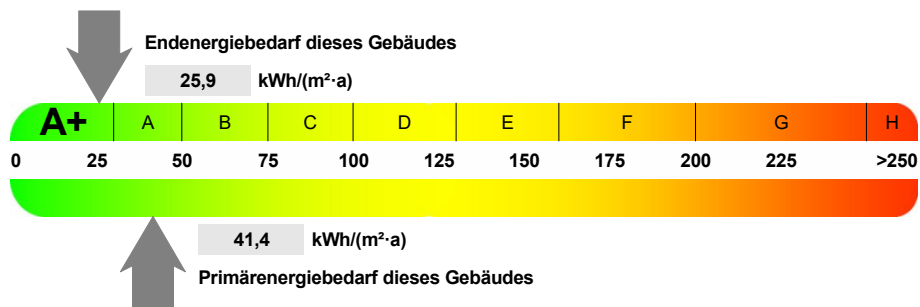 Endenergiebedarf dieses Gebäudes
25,9 kWh/(m²·a)
A+ A B C D E F G H
0 25 50 75 100 125 150 175 200 225 >250
41,4 kWh/(m²·a)
Primärenergiebedarf dieses Gebäudes